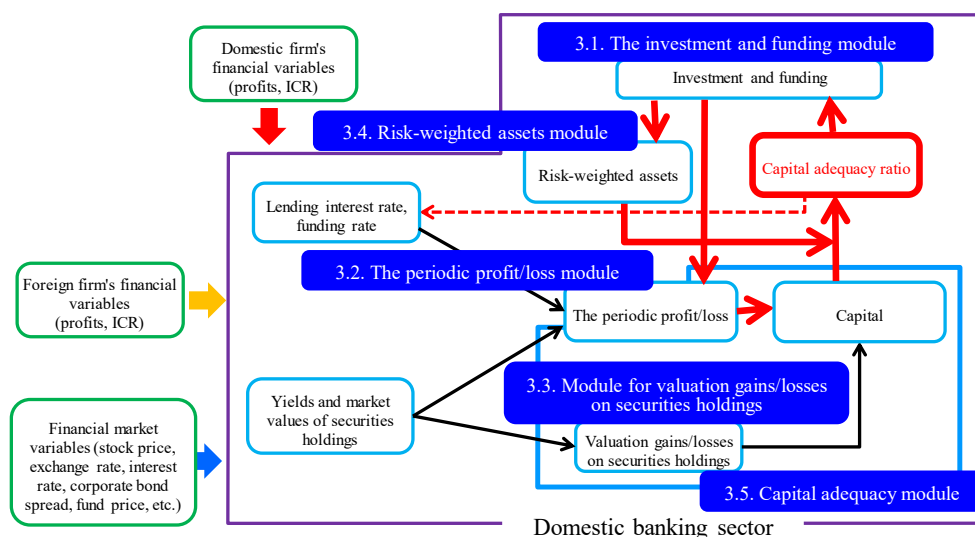 Domestic firm's
financial variables
(profits, ICR)
3.1. The investment and funding module
Investment and funding
3.4. Risk-weighted assets module
Risk-weighted assets
Capital adequacy ratio
Lending interest rate,
funding rate
3.2. The periodic profit/loss module
Foreign firm's financial
variables
(profits, ICR)
The periodic profit/loss
Capital
3.3. Module for valuation gains/losses
on securities holdings
Yields and market
values of securities
holdings
Financial market
variables (stock price,
exchange rate, interest
rate, corporate bond
spread, fund price, etc.)
Valuation gains/losses
on securities holdings
3.5. Capital adequacy module
Domestic banking sector